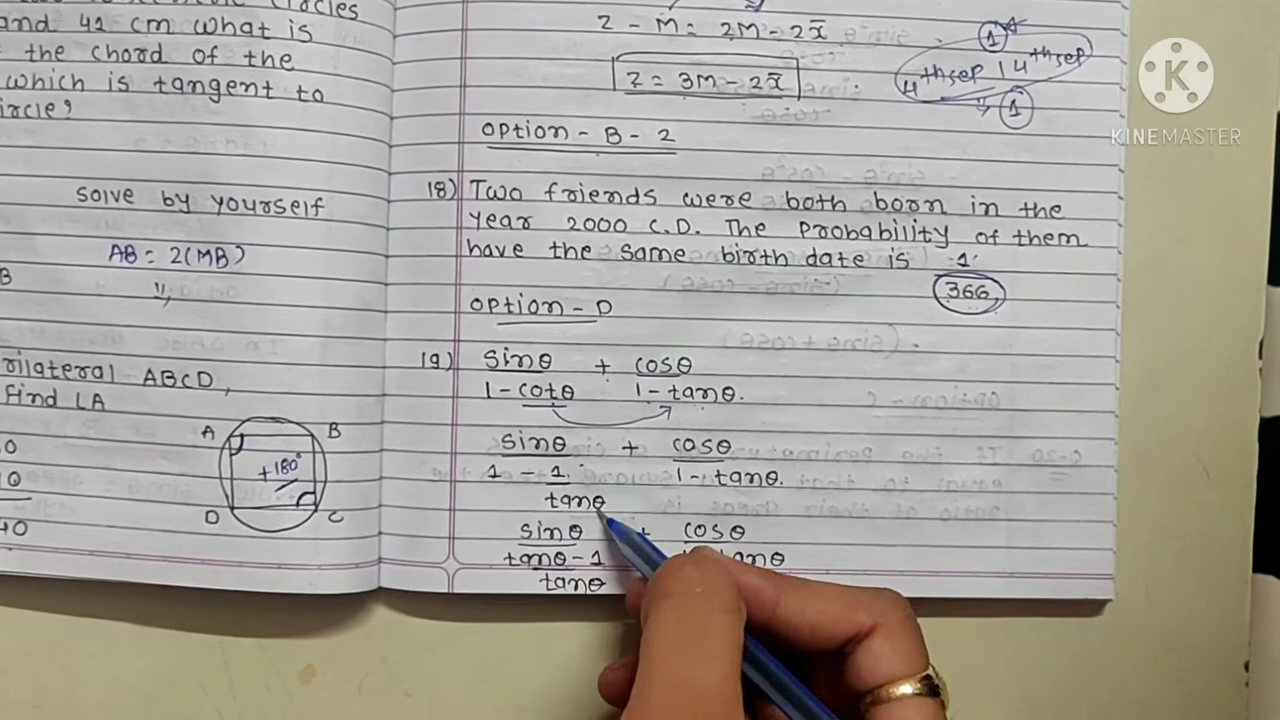 circles
and 42 cm what is
the chord of the
which is tangent to
ircle?
solve by yourself
AB = 2(MB)
B
rilateral ABCD,
find LA
A B
+180°
D C
40
z - M = 2M - 2x̄
z = 3M - 2x̄
1
4th sep | 4th sep
1
K
KINEMASTER
option - B - 2
18) Two friends were both born in the
year 2000 C.D. The probability of them
have the same birth date is 1
366
option - D
19) sinθ + cosθ
1 - cotθ 1 - tanθ.
sinθ + cosθ
1 - 1. 1 - tanθ.
tanθ
sinθ + cosθ
tanθ - 1 tanθ
tanθ